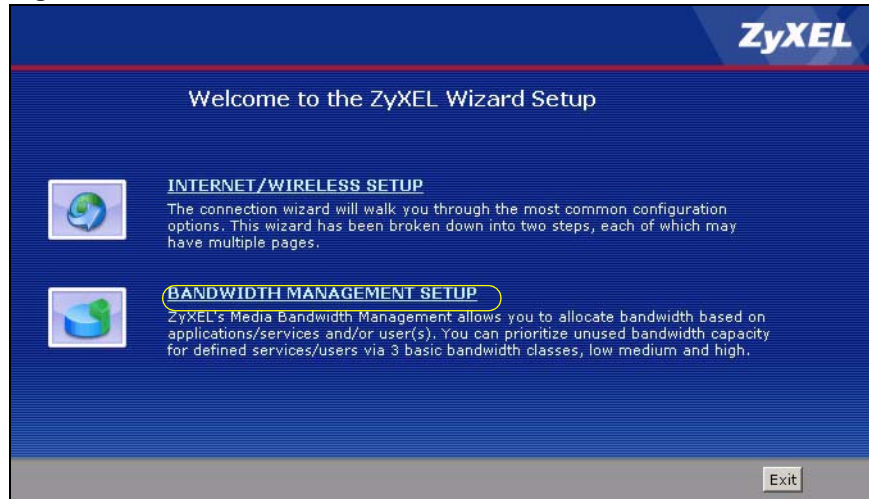 ZyXEL
Welcome to the ZyXEL Wizard Setup
INTERNET/WIRELESS SETUP
The connection wizard will walk you through the most common configuration
options. This wizard has been broken down into two steps, each of which may
have multiple pages.
BANDWIDTH MANAGEMENT SETUP
ZyXEL's Media Bandwidth Management allows you to allocate bandwidth based on
applications/services and/or user(s). You can prioritize unused bandwidth capacity
for defined services/users via 3 basic bandwidth classes, low medium and high.
Exit